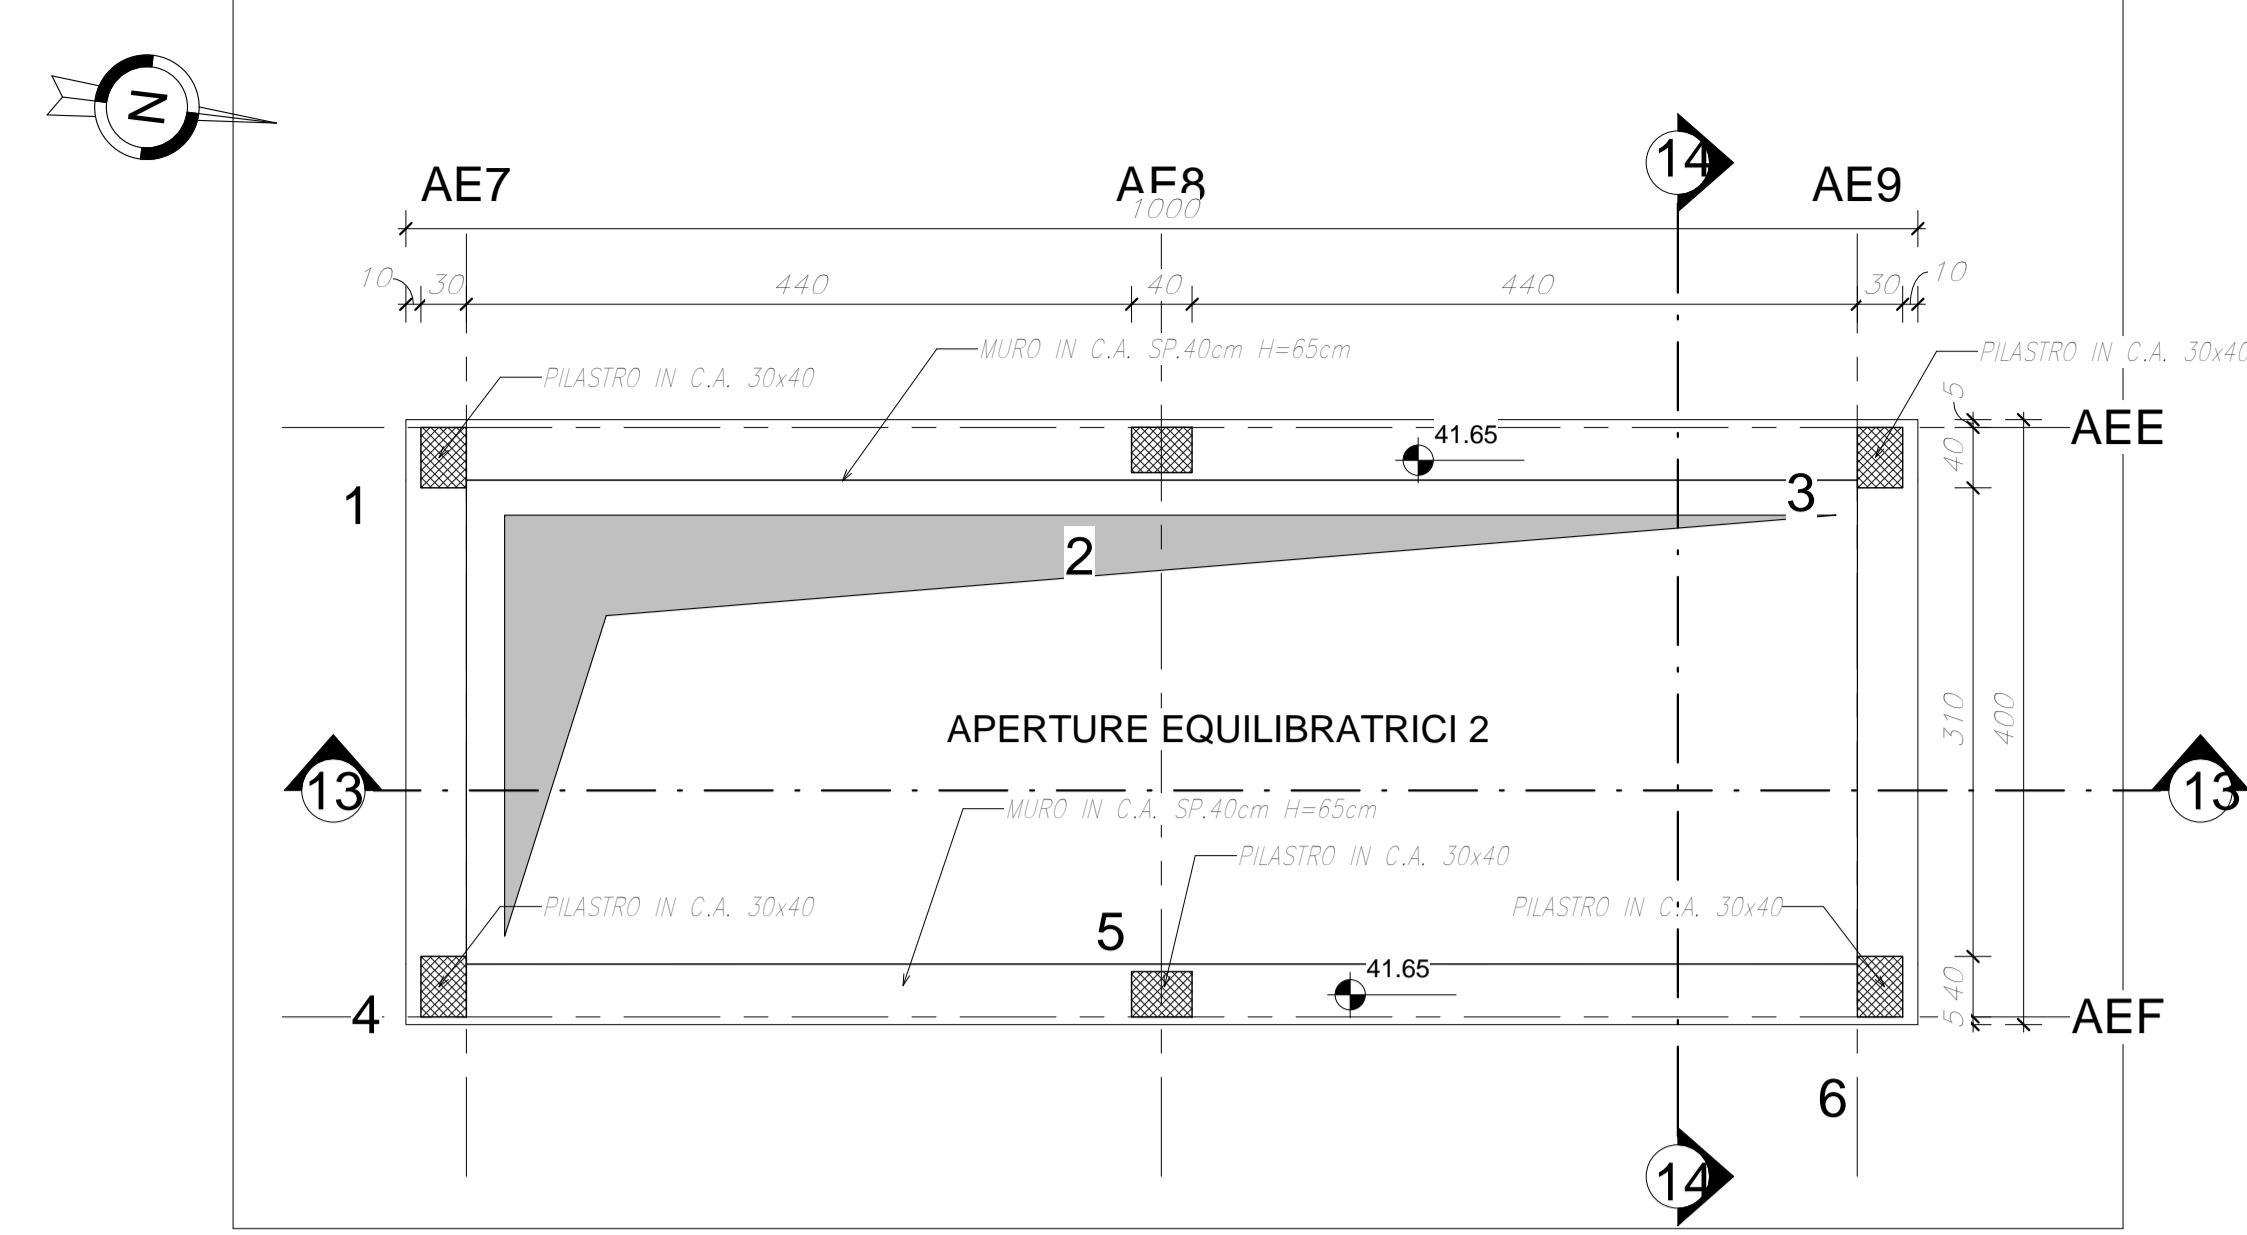 N
14
AE7
AE8
AE9
1000
10
30
440
40
440
30
10
MURO IN C.A. SP.40cm H=65cm
PILASTRO IN C.A. 30x40
PILASTRO IN C.A. 30x40
5
41.65
AEE
40
1
3
2
310
400
APERTURE EQUILIBRATRICI 2
13
13
MURO IN C.A. SP.40cm H=65cm
PILASTRO IN C.A. 30x40
PILASTRO IN C.A. 30x40
PILASTRO IN C.A. 30x40
5
41.65
40
4
5
AEF
6
14